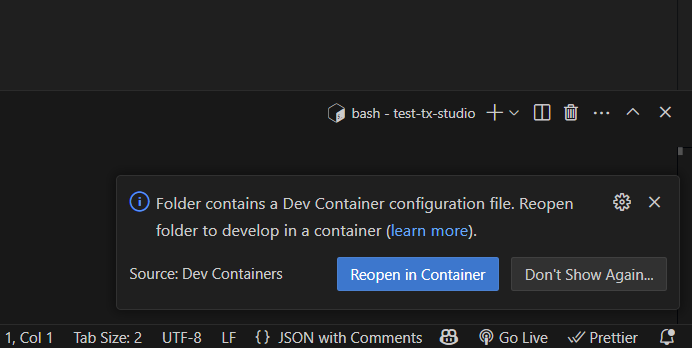 bash - test-tx-studio
Folder contains a Dev Container configuration file. Reopen
folder to develop in a container (learn more).
Source: Dev Containers
Reopen in Container
Don't Show Again...
1, Col 1
Tab Size: 2
UTF-8
LF
{ } JSON with Comments
Go Live
Prettier